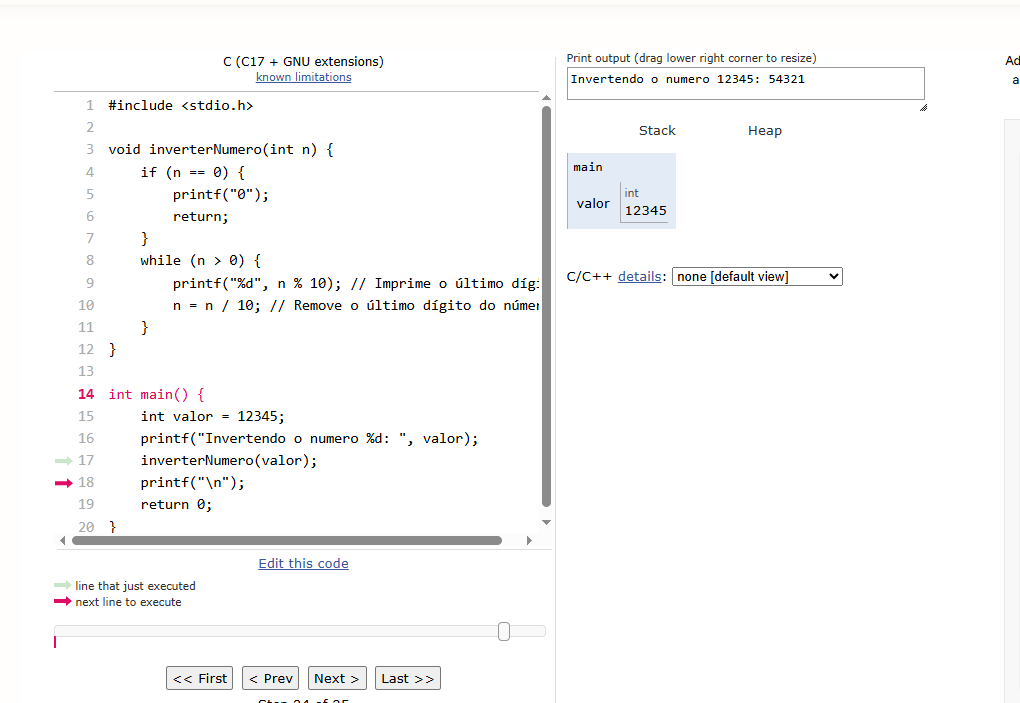 C (C17 + GNU extensions)
known limitations
1 #include <stdio.h>
2
3 void inverterNumero(int n) {
4     if (n == 0) {
5         printf("0");
6         return;
7     }
8     while (n > 0) {
9         printf("%d", n % 10); // Imprime o último
10         n = n / 10; // Remove o último dígito do
11     }
12 }
13
14 int main() {
15     int valor = 12345;
16     printf("Invertendo o numero %d: ", valor);
17     inverterNumero(valor);
18     printf("\n");
19     return 0;
20 }
Edit this code
line that just executed
next line to execute
<< First
< Prev
Next >
Last >>
Print output (drag lower right corner to resize)
Invertendo o numero 12345: 54321
Stack Heap
main
valor
int
12345
C/C++ details: none [default view]